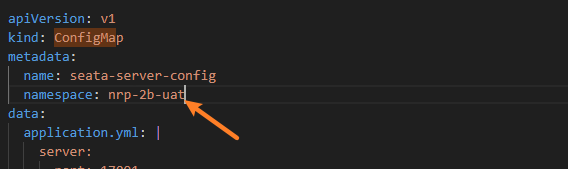 apiVersion: v1
kind: ConfigMap
metadata:
  name: seata-server-config
  namespace: nrp-2b-uat
data:
  application.yml: |
    server: